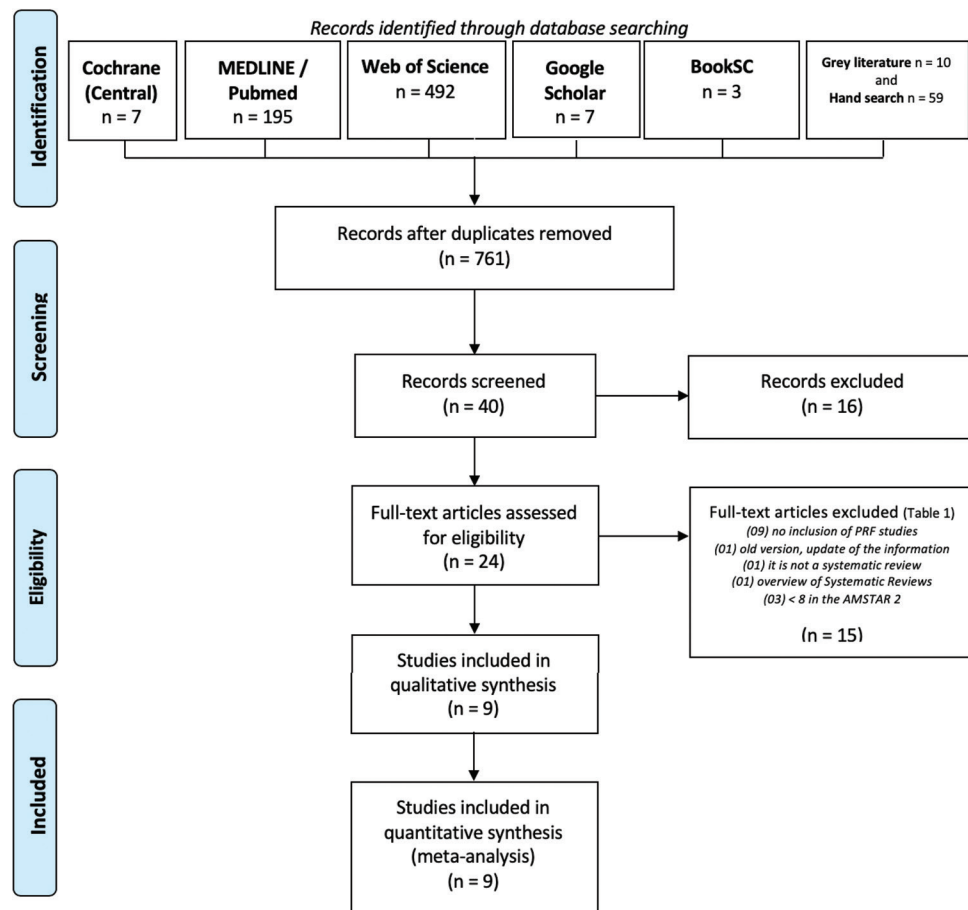 Records identified through database searching
Identification
Cochrane
(Central)
n = 7
MEDLINE /
Pubmed
n = 195
Web of Science
n = 492
Google
Scholar
n = 7
BookSC
n = 3
Grey literature n = 10
and
Hand search n = 59
Records after duplicates removed
(n = 761)
Screening
Records screened
(n = 40)
Records excluded
(n = 16)
Eligibility
Full-text articles assessed
for eligibility
(n = 24)
Full-text articles excluded (Table 1)
(09) no inclusion of PRF studies
(01) old version, update of the information
(01) it is not a systematic review
(01) overview of Systematic Reviews
(03) < 8 in the AMSTAR 2
(n = 15)
Studies included in
qualitative synthesis
(n = 9)
Included
Studies included in
quantitative synthesis
(meta-analysis)
(n = 9)